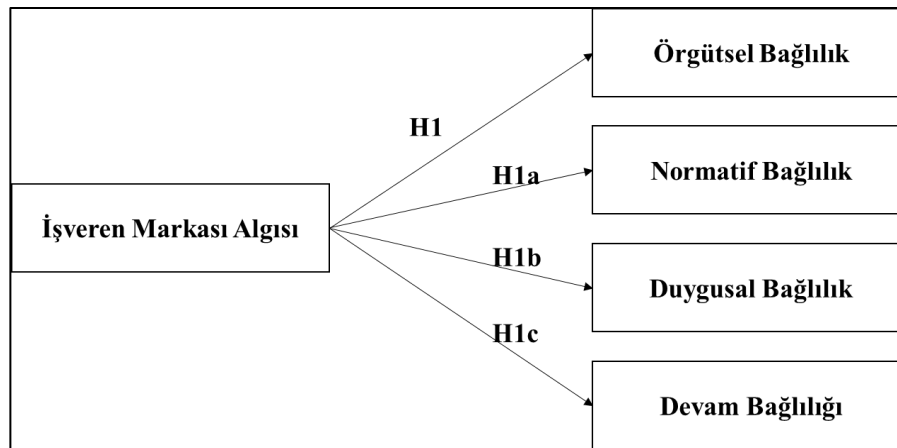 Örgütsel Bağlılık
H1
Normatif Bağlılık
H1a
İşveren Markası Algısı
H1b
Duygusal Bağlılık
H1c
Devam Bağlılığı